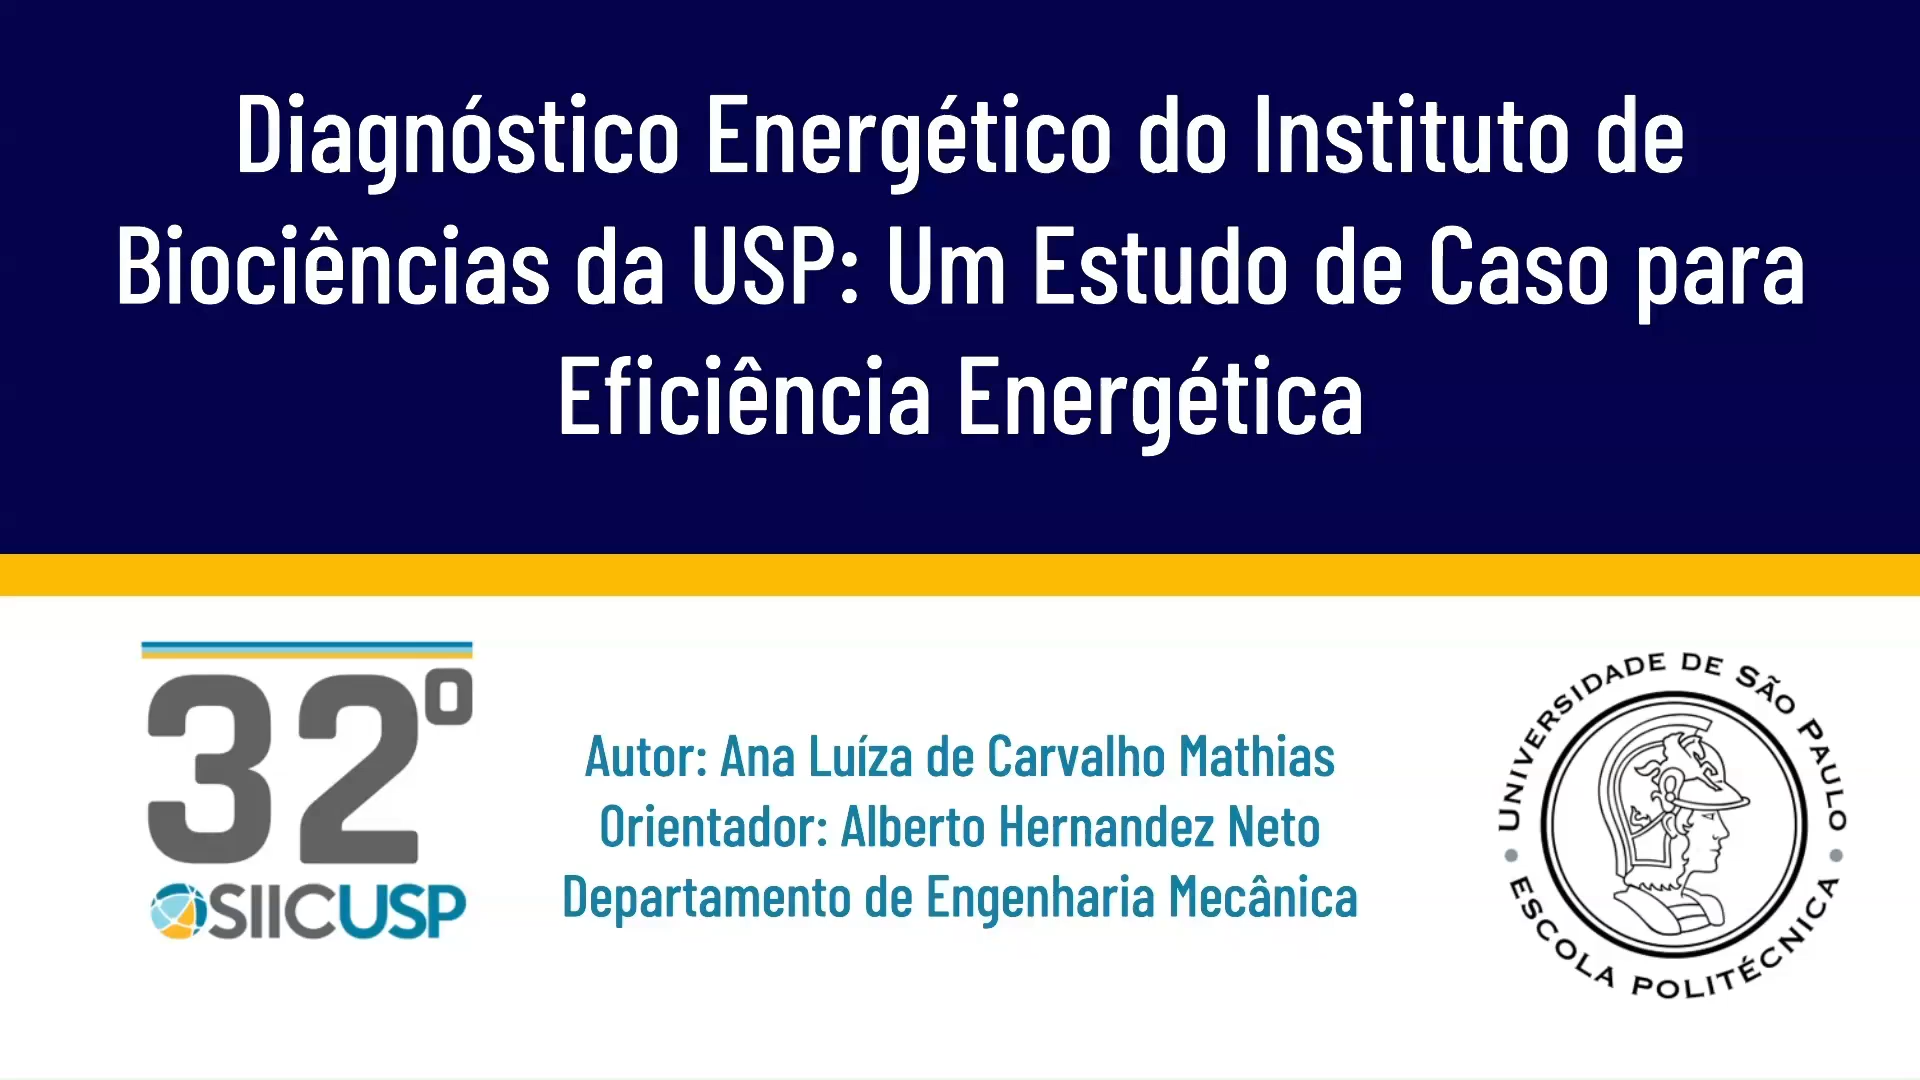 Diagnóstico Energético do Instituto de
Biociências da USP: Um Estudo de Caso para
Eficiência Energética
32º
SIICUSP
Autor: Ana Luíza de Carvalho Mathias
Orientador: Alberto Hernandez Neto
Departamento de Engenharia Mecânica
UNIVERSIDADE DE SÃO PAULO
ESCOLA POLITÉCNICA